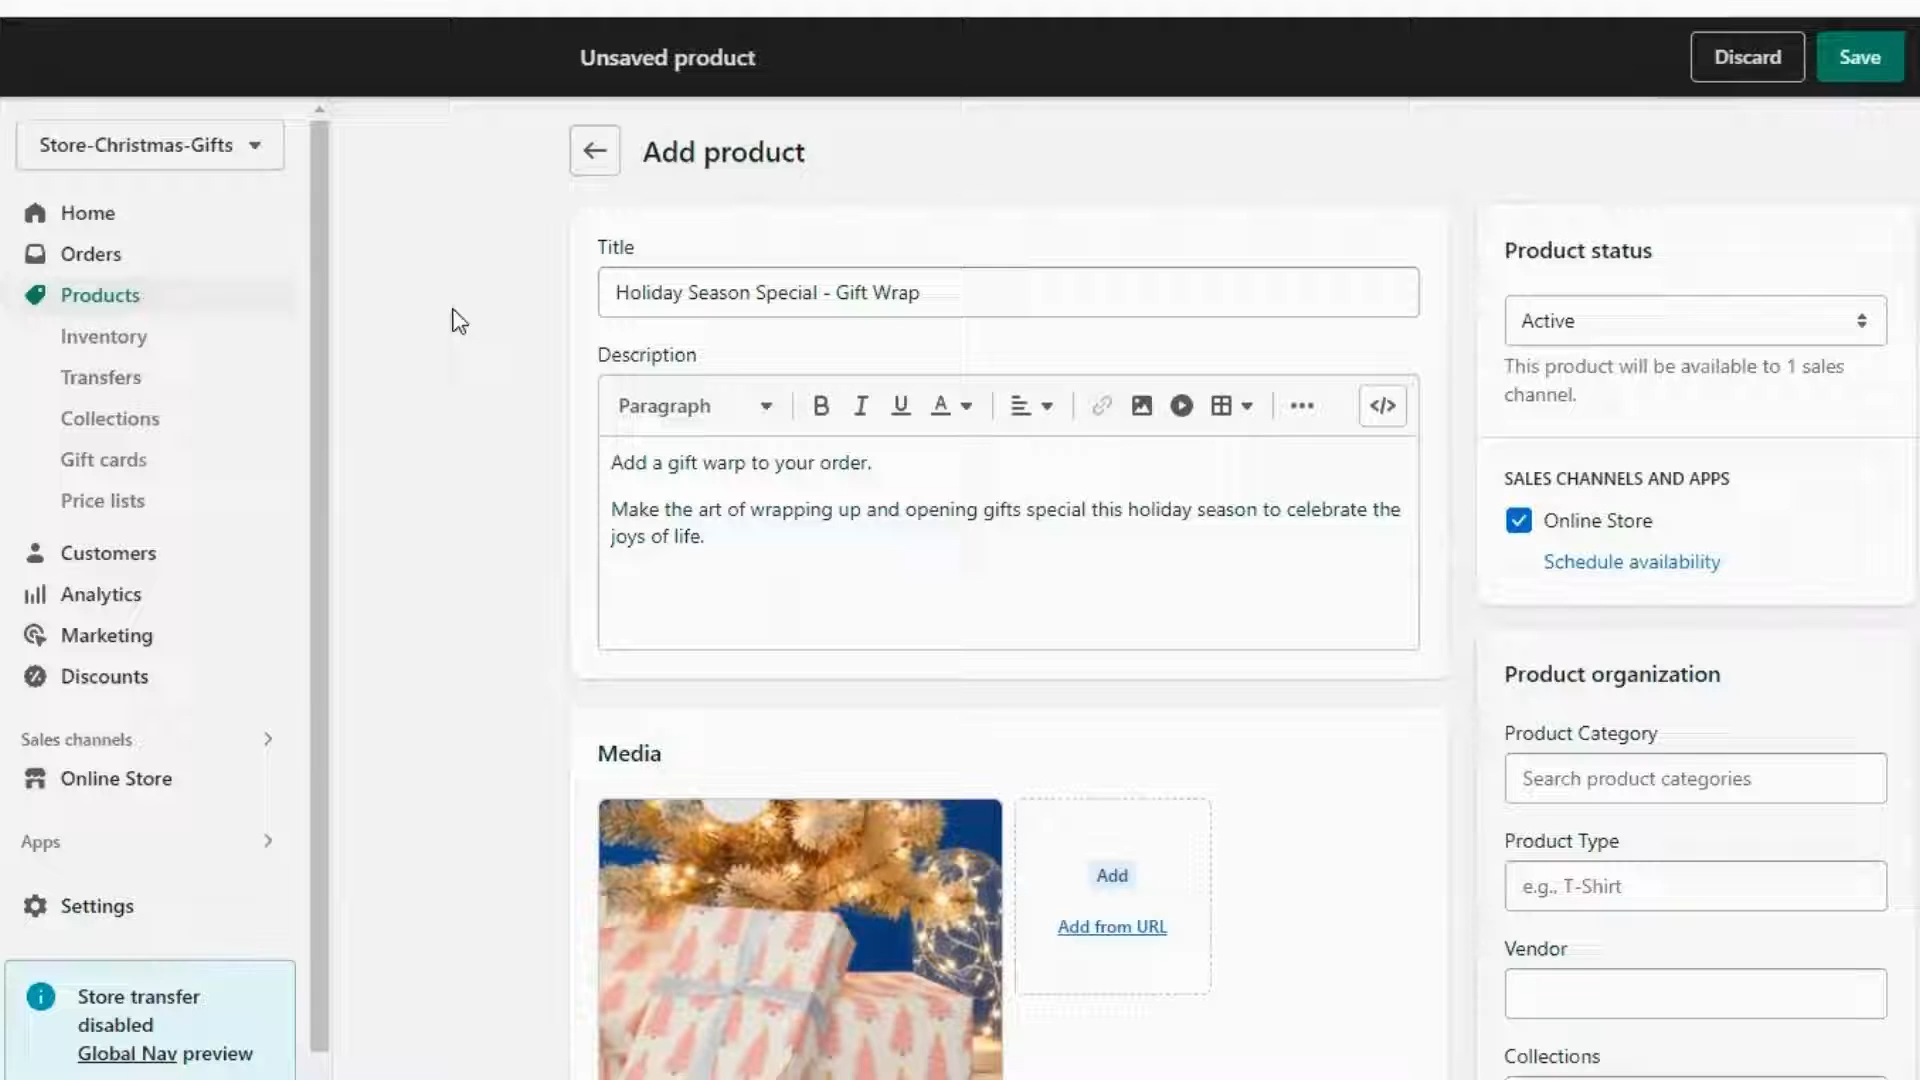 Unsaved product
Discard
Save
Store-Christmas-Gifts
Home
Orders
Products
Inventory
Transfers
Collections
Gift cards
Price lists
Customers
Analytics
Marketing
Discounts
Sales channels
Online Store
Apps
Settings
Store transfer
disabled
Global Nav preview
Add product
Title
Holiday Season Special - Gift Wrap
Description
Paragraph
B I U A
</>
Add a gift warp to your order.
Make the art of wrapping up and opening gifts special this holiday season to celebrate the
joys of life.
Media
Add
Add from URL
Product status
Active
This product will be available to 1 sales
channel.
SALES CHANNELS AND APPS
Online Store
Schedule availability
Product organization
Product Category
Search product categories
Product Type
e.g., T-Shirt
Vendor
Collections